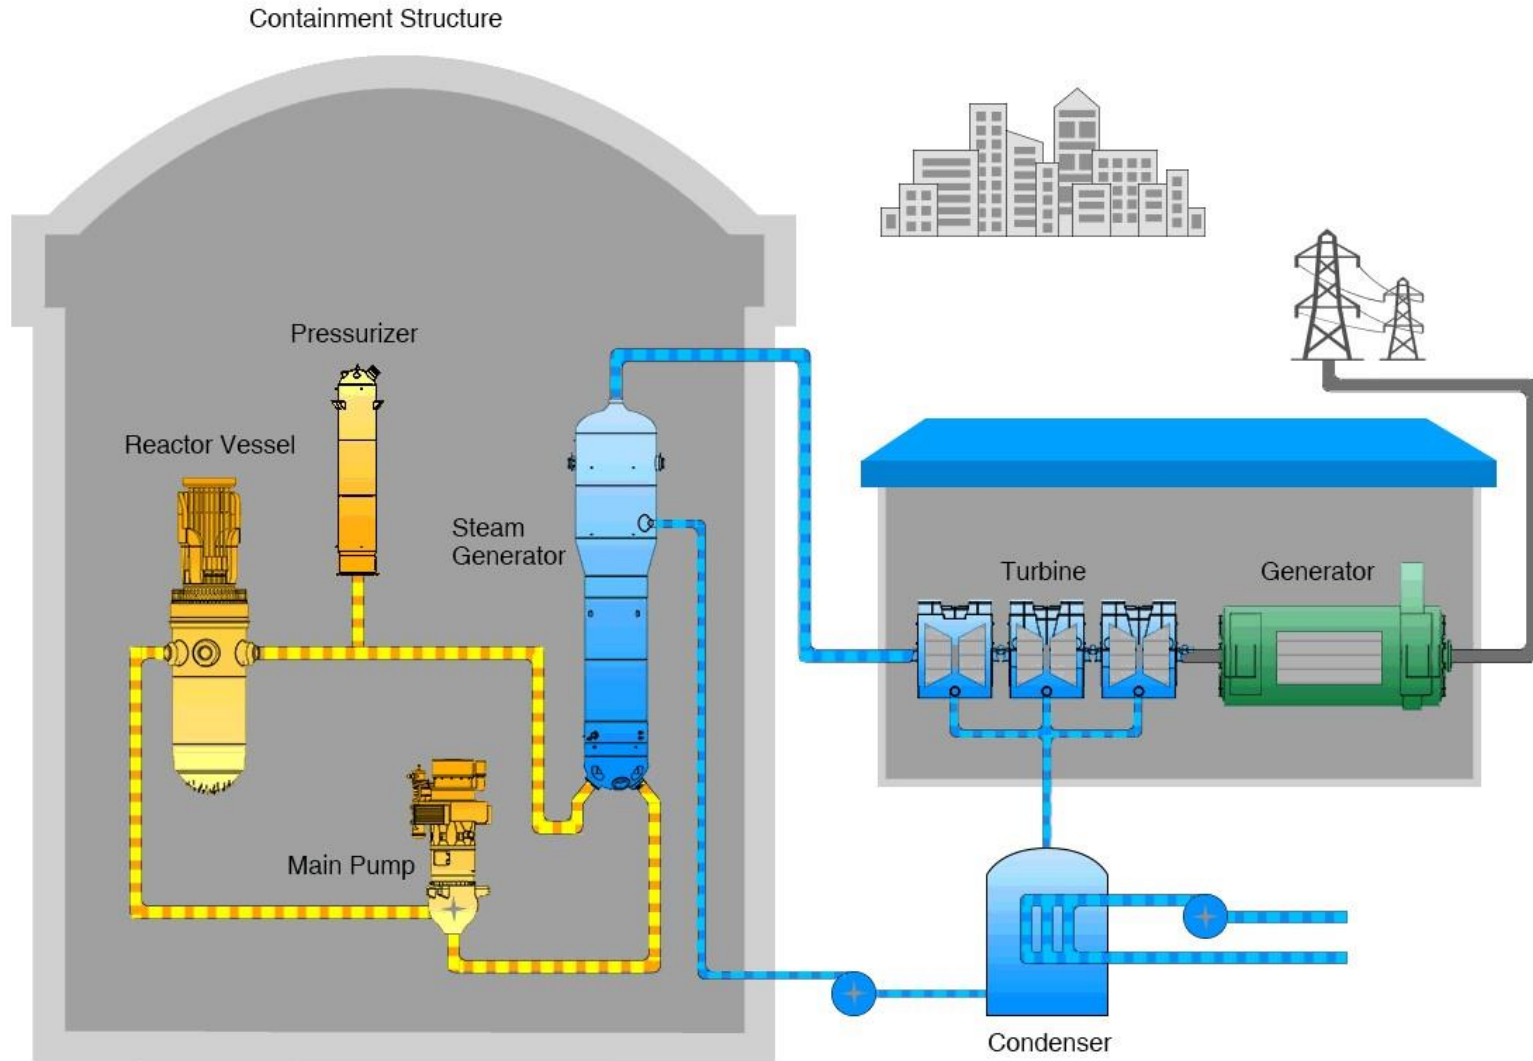 Containment Structure
Pressurizer
Reactor Vessel
Steam
Generator
Turbine
Generator
Main Pump
Condenser